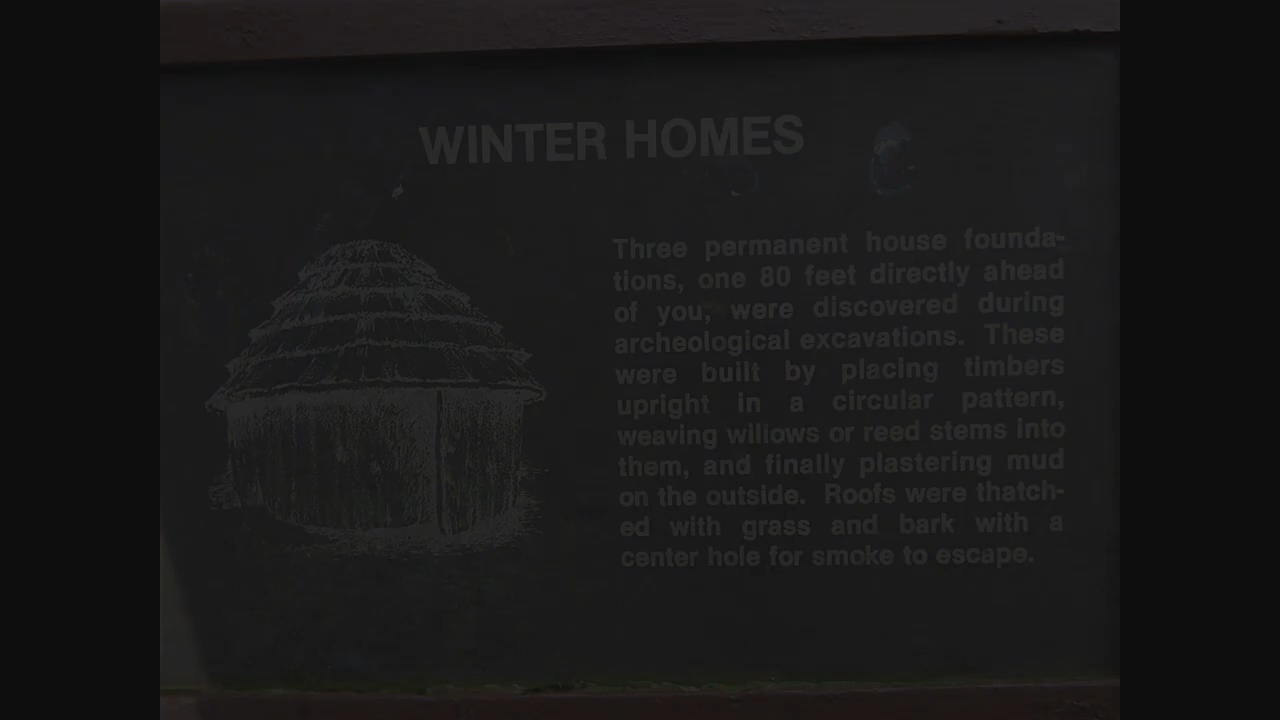 WINTER HOMES
Three permanent house founda-
tions, one 80 feet directly ahead
of you, were discovered during
archeological excavations. These
were built by placing timbers
upright in a circular pattern,
weaving willows or reed stems into
them, and finally plastering mud
on the outside. Roofs were thatch-
ed with grass and bark with a
center hole for smoke to escape.